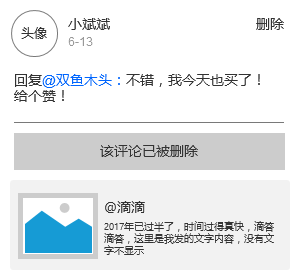 头像
小斌斌
删除
6-13
回复@双鱼木头：不错，我今天也买了！
给个赞！
该评论已被删除
@滴滴
2017年已过半了，时间过得真快，滴答
滴答，这里是我发的文字内容，没有文
字不显示